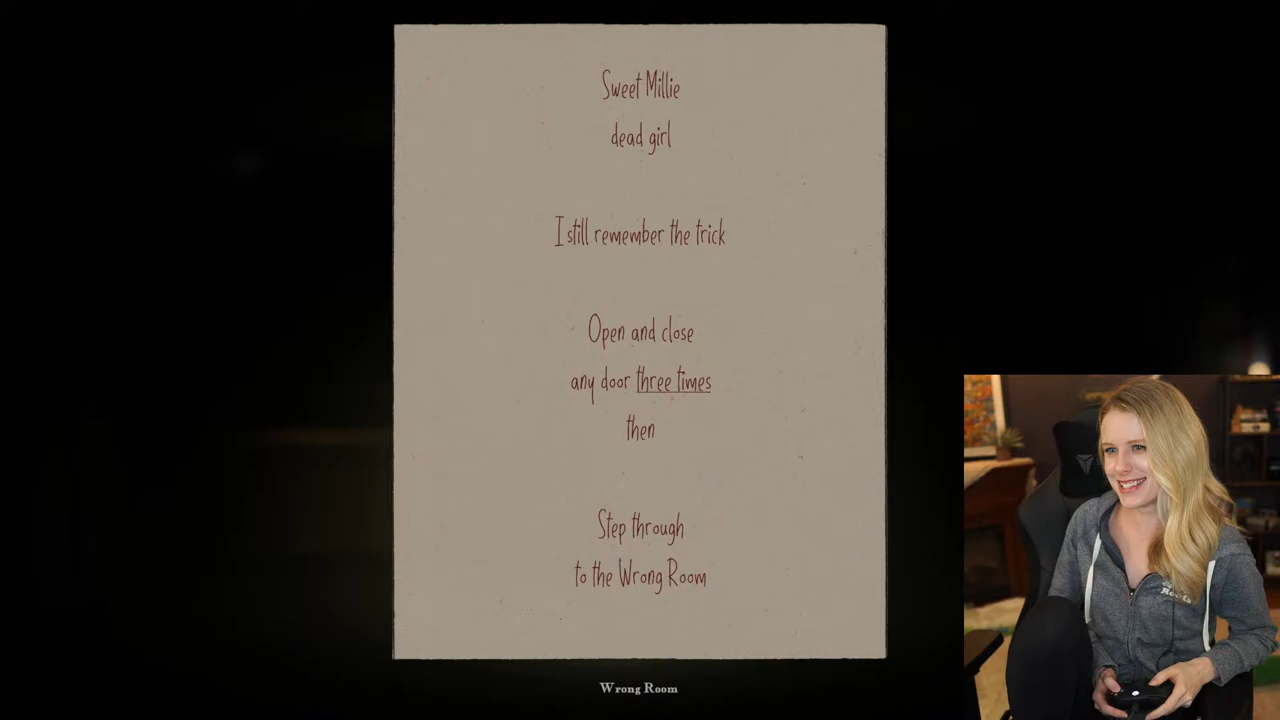 Sweet Millie
dead girl
I still remember the trick
Open and close
any door three times
then
Step through
to the Wrong Room
Wrong Room